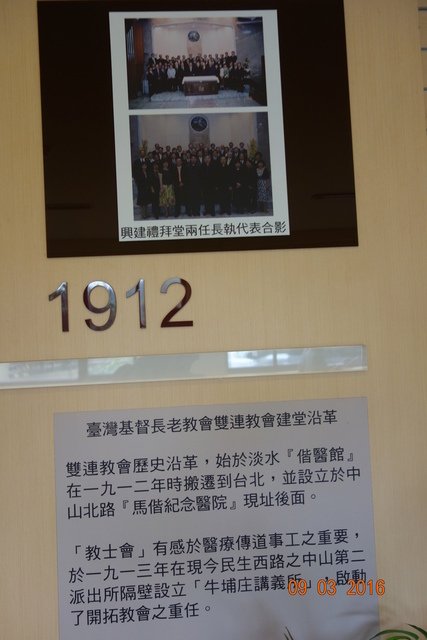 興建禮拜堂兩任長執代表合影
1912
臺灣基督長老教會雙連教會建堂沿革
雙連教會歷史沿革，始於淡水『偕醫館』
在一九一二年時搬遷到台北，並設立於中
山北路『馬偕紀念醫院』現址後面。
「教士會」有感於醫療傳道事工之重要，
於一九一三年在現今民生西路之中山第二
派出所隔壁設立「牛埔庄講義所」，啟動
了開拓教會之重任。
09 03 2016